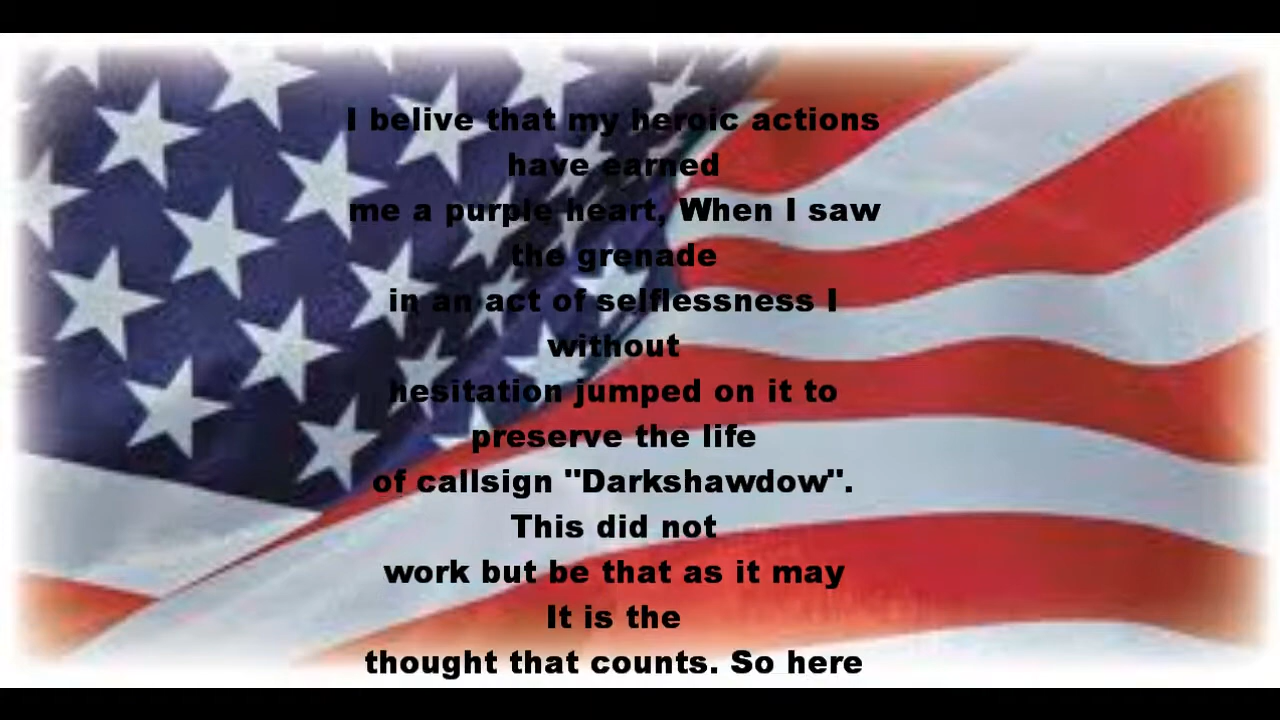 I belive that my heroic actions
have earned
me a purple heart, When I saw
the grenade
in an act of selflessness I
without
hesitation jumped on it to
preserve the life
of callsign "Darkshawdow".
This did not
work but be that as it may
It is the
thought that counts. So here